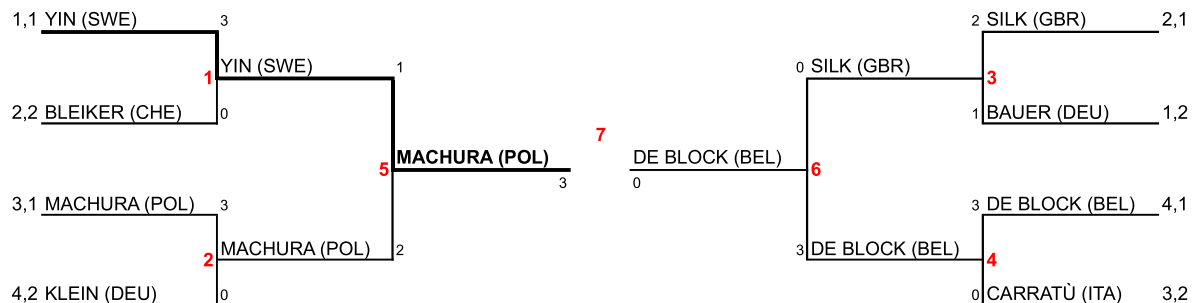 1,1 YIN (SWE) 3
1
YIN (SWE) 1
2,2 BLEIKER (CHE) 0
5
MACHURA (POL) 3
3,1 MACHURA (POL) 3
2
MACHURA (POL) 2
4,2 KLEIN (DEU) 0
7
2 SILK (GBR) 2,1
0 SILK (GBR) 3
1 BAUER (DEU) 1,2
DE BLOCK (BEL) 6
0
3 DE BLOCK (BEL) 4,1
3 DE BLOCK (BEL) 4
0 CARRATÙ (ITA) 3,2